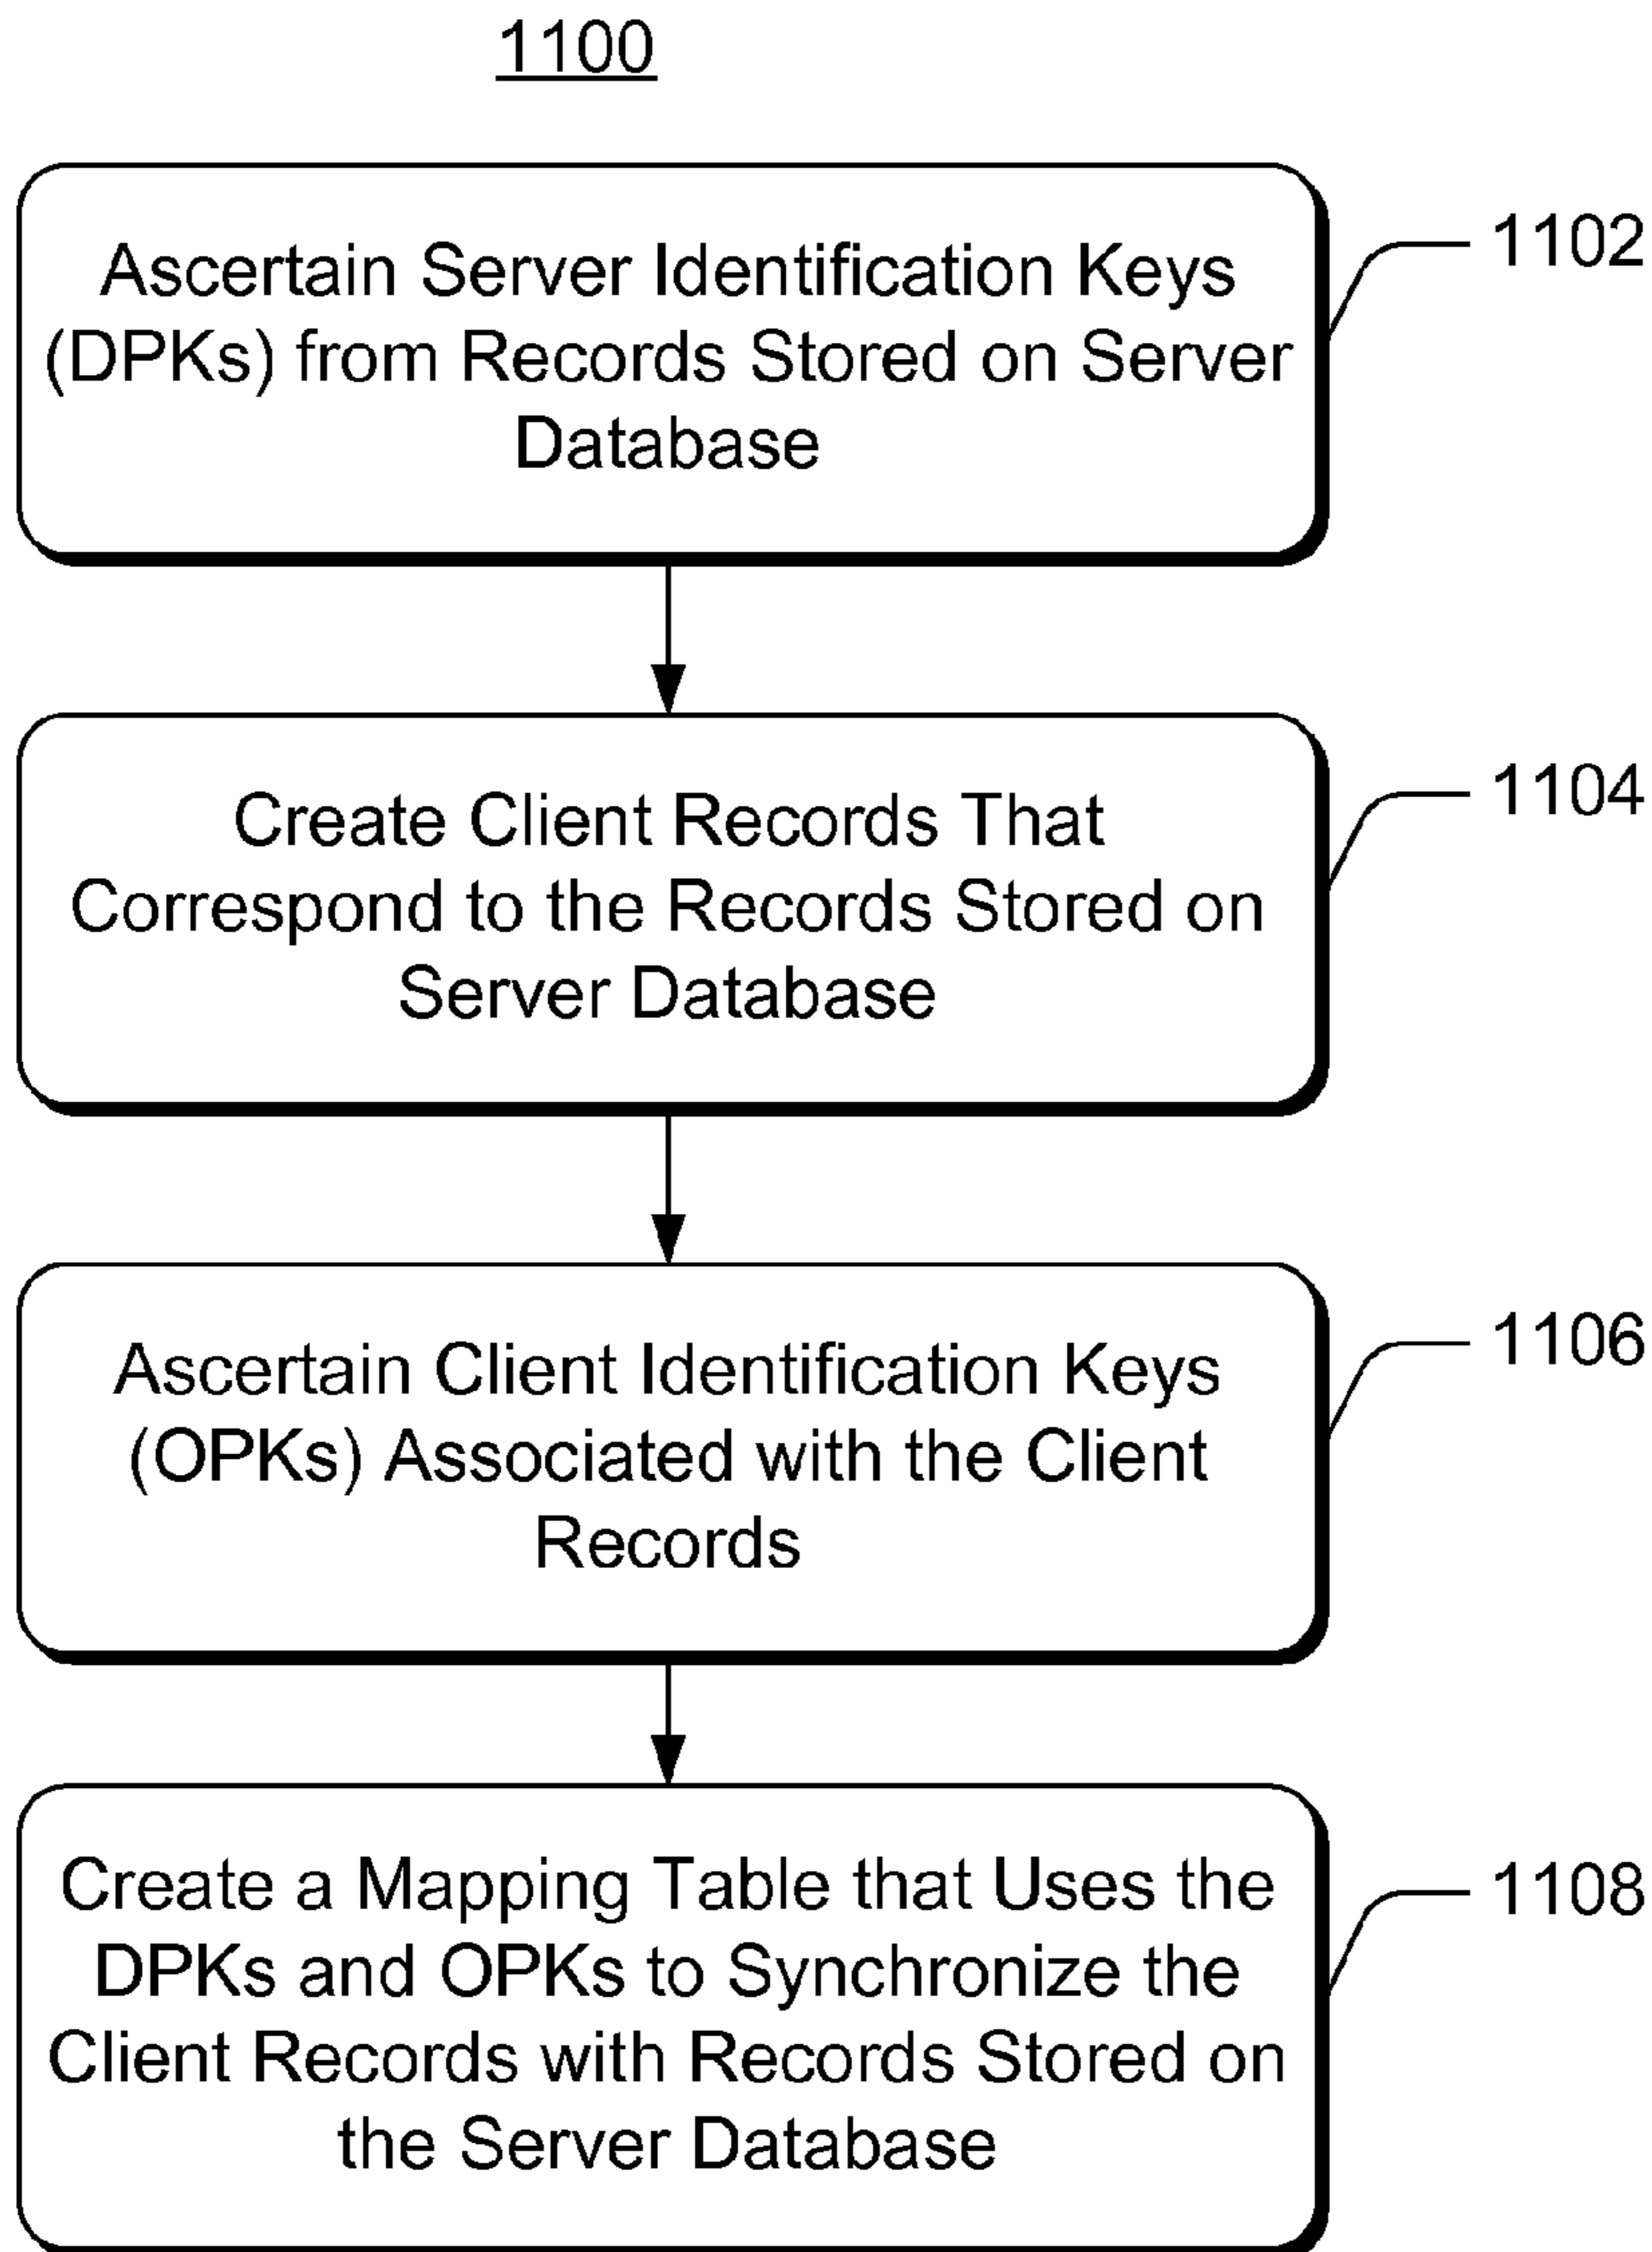 1100
Ascertain Server Identification Keys
(DPKs) from Records Stored on Server
Database
1102
Create Client Records That
Correspond to the Records Stored on
Server Database
1104
Ascertain Client Identification Keys
(OPKs) Associated with the Client
Records
1106
Create a Mapping Table that Uses the
DPKs and OPKs to Synchronize the
Client Records with Records Stored on
the Server Database
1108